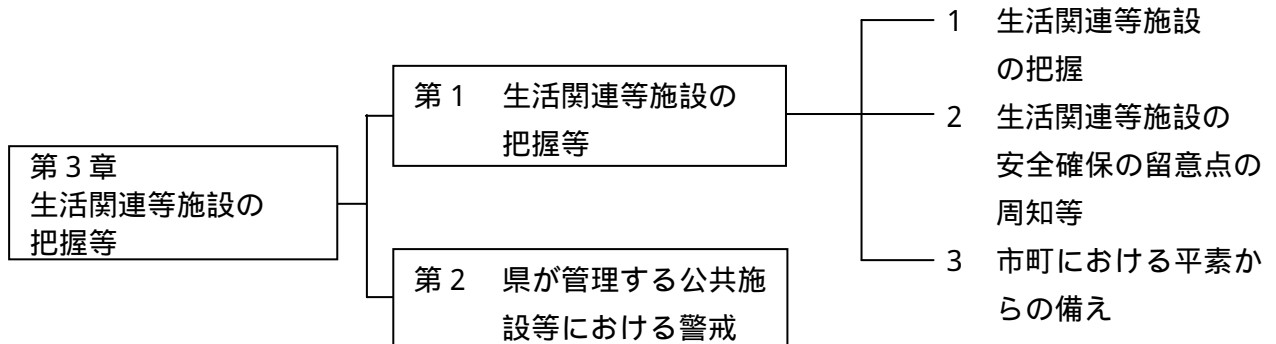 第３章
生活関連等施設の
把握等
第１　生活関連等施設の
把握等
第２　県が管理する公共施
設等における警戒
1　生活関連等施設
の把握
2　生活関連等施設の
安全確保の留意点の
周知等
3　市町における平素か
らの備え